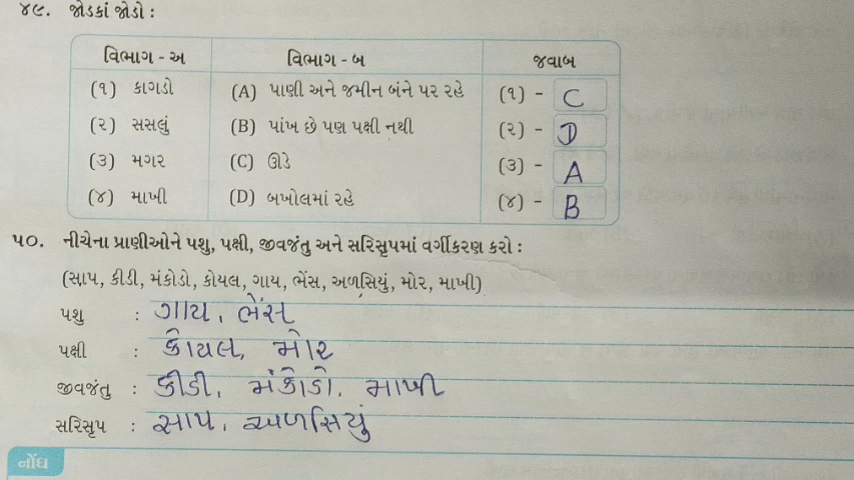 ૪૯. જોડકાં જોડો :
વિભાગ - અ વિભાગ - બ જવાબ
(૧) કાગડો (A) પાણી અને જમીન બંને પર રહે (૧) - C
(૨) સસલું (B) પાંખ છે પણ પક્ષી નથી (૨) - D
(૩) મગર (C) ઊડે (૩) - A
(૪) માખી (D) બખોલમાં રહે (૪) - B
૫૦. નીચેના પ્રાણીઓને પશુ, પક્ષી, જીવજંતુ અને સરિસૃપમાં વર્ગીકરણ કરો :
(સાપ, કીડી, મંકોડો, કોયલ, ગાય, ભેંસ, અળસિયું, મોર, માખી)
પશુ : ગાય, ભેંસ
પક્ષી : કોયલ, મોર
જીવજંતુ : કીડી, મંકોડો, માખી
સરિસૃપ : સાપ, અળસિયું
નોંધ